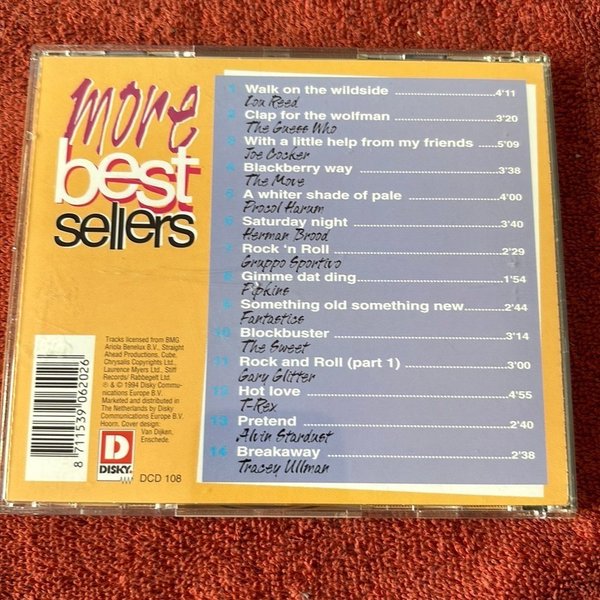 more
best
sellers
1 Walk on the wildside 4'11
Lou Reed
2 Clap for the wolfman 3'20
The Guess Who
3 With a little help from my friends 5'09
Joe Cocker
4 Blackberry way 3'38
The Move
5 A whiter shade of pale 4'00
Procol Harum
6 Saturday night 3'40
Herman Brood
7 Rock 'n Roll 2'29
Gruppo Sportivo
8 Gimme dat ding 1'54
Pipkins
9 Something old something new 2'44
Fantastics
10 Blockbuster 3'14
The Sweet
11 Rock and Roll (part 1) 3'00
Gary Glitter
12 Hot love 4'55
T-Rex
13 Pretend 2'40
Alvin Stardust
14 Breakaway 2'38
Tracey Ullman
8 711539 062026
Tracks licensed from BMG
Ariola Benelux B.V., Straight
Ahead Productions, Cube,
Chrysalis Copyrights Ltd.,
Laurence Myers Ltd., Stiff
Records/ Rabbegelt Ltd.
℗ & © 1994 Disky Commu-
nications Europe B.V.
Marketed and distributed in
The Netherlands by Disky
Communications Europe B.V.
Hoorn. Cover design:
Van Dijken,
Enschede.
D
DISKY
DCD 108